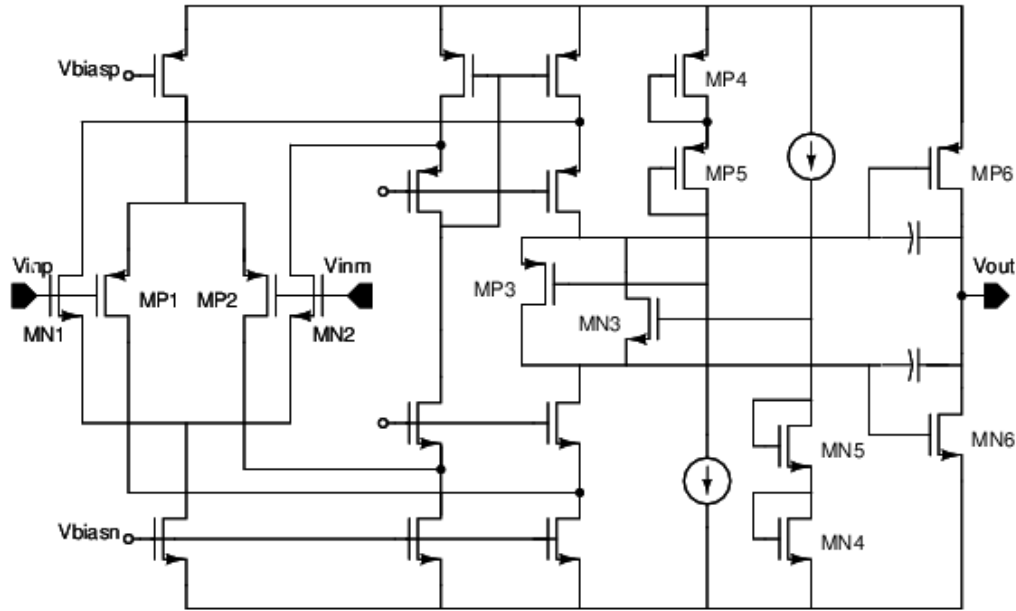 Vbiasp
MP4
MP5
MP6
Vinp
MP1
MP2
Vinm
MP3
Vout
MN1
MN2
MN3
MN5
MN6
Vbiasn
MN4